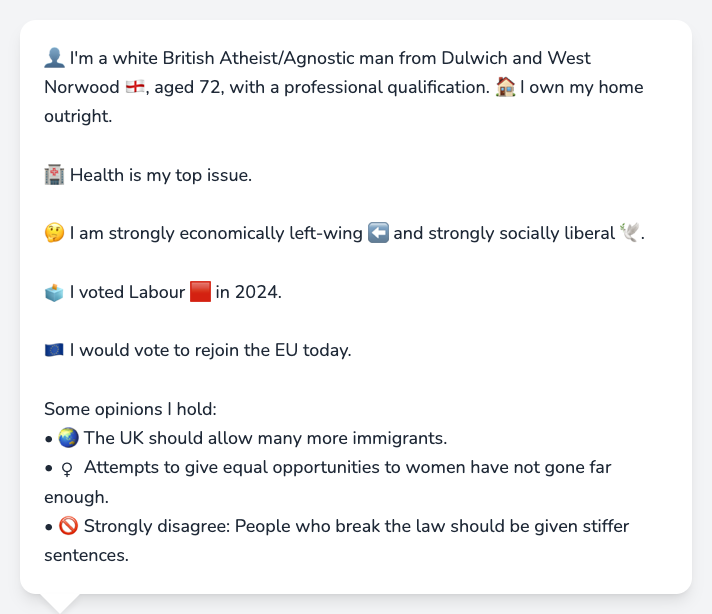 👤 I'm a white British Atheist/Agnostic man from Dulwich and West
Norwood 🏴󠁧󠁢󠁥󠁮󠁧󠁿, aged 72, with a professional qualification. 🏠 I own my home
outright.
🏥 Health is my top issue.
🤔 I am strongly economically left-wing ⬅️ and strongly socially liberal 🕊️.
🗳️ I voted Labour 🟥 in 2024.
🇪🇺 I would vote to rejoin the EU today.
Some opinions I hold:
• 🌏 The UK should allow many more immigrants.
• ♀ Attempts to give equal opportunities to women have not gone far
enough.
• 🚫 Strongly disagree: People who break the law should be given stiffer
sentences.